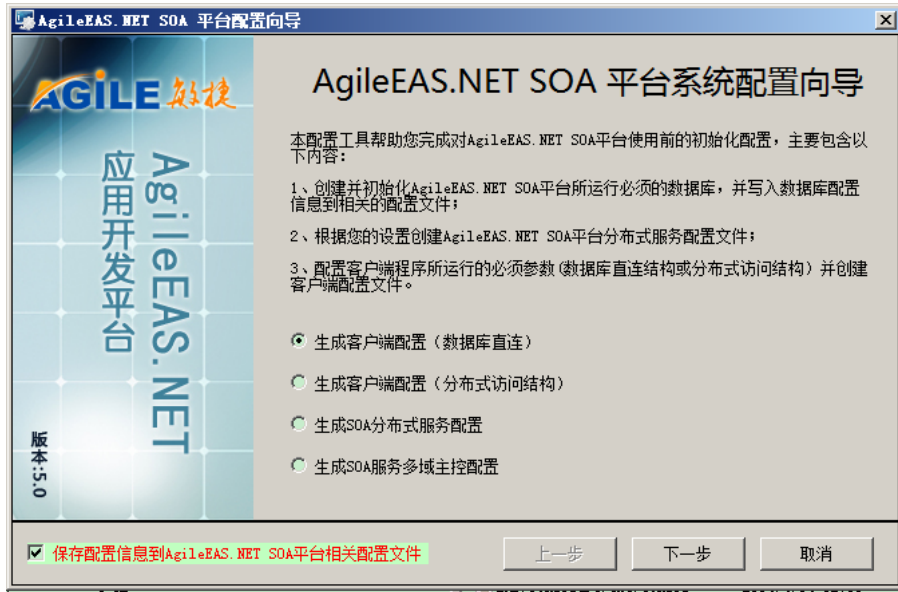 AgileEAS.NET SOA 平台配置向导
AGiLE 敏捷
AgileEAS.NET
应用开发平台
版本:5.0
AgileEAS.NET SOA 平台系统配置向导
本配置工具帮助您完成对AgileEAS.NET SOA平台使用前的初始化配置，主要包含以
下内容：
1、创建并初始化AgileEAS.NET SOA平台所运行必须的数据库，并写入数据库配置
信息到相关的配置文件；
2、根据您的设置创建AgileEAS.NET SOA平台分布式服务配置文件；
3、配置客户端程序所运行的必须参数(数据库直连结构或分布式访问结构）并创建
客户端配置文件。
生成客户端配置（数据库直连）
生成客户端配置（分布式访问结构）
生成SOA分布式服务配置
生成SOA服务多域主控配置
保存配置信息到AgileEAS.NET SOA平台相关配置文件
上一步
下一步
取消